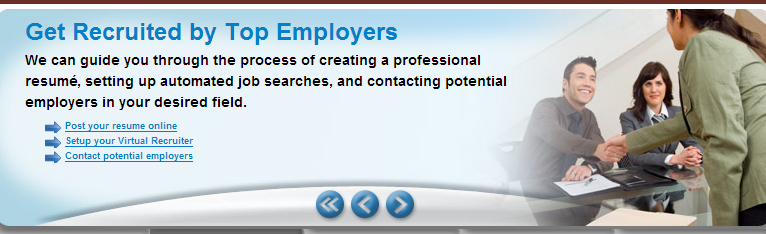 Get Recruited by Top Employers
We can guide you through the process of creating a professional
resumé, setting up automated job searches, and contacting potential
employers in your desired field.
Post your resume online
Setup your Virtual Recruiter
Contact potential employers